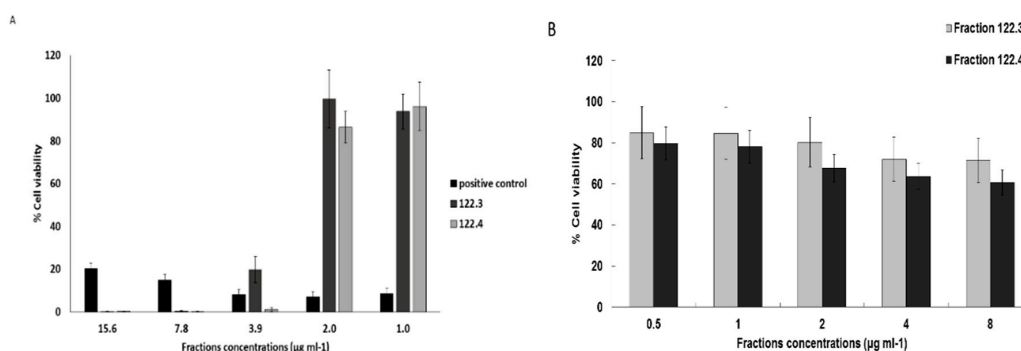 A
120
100
80
60
40
20
0
% Cell viability
positive control
122.3
122.4
15.6 7.8 3.9 2.0 1.0
Fractions concentrations (µg ml-1)
B
Fraction 122.3
Fraction 122.4
120
100
80
60
40
20
0
% Cell viability
0.5 1 2 4 8
Fractions concentrations (µg ml-1)